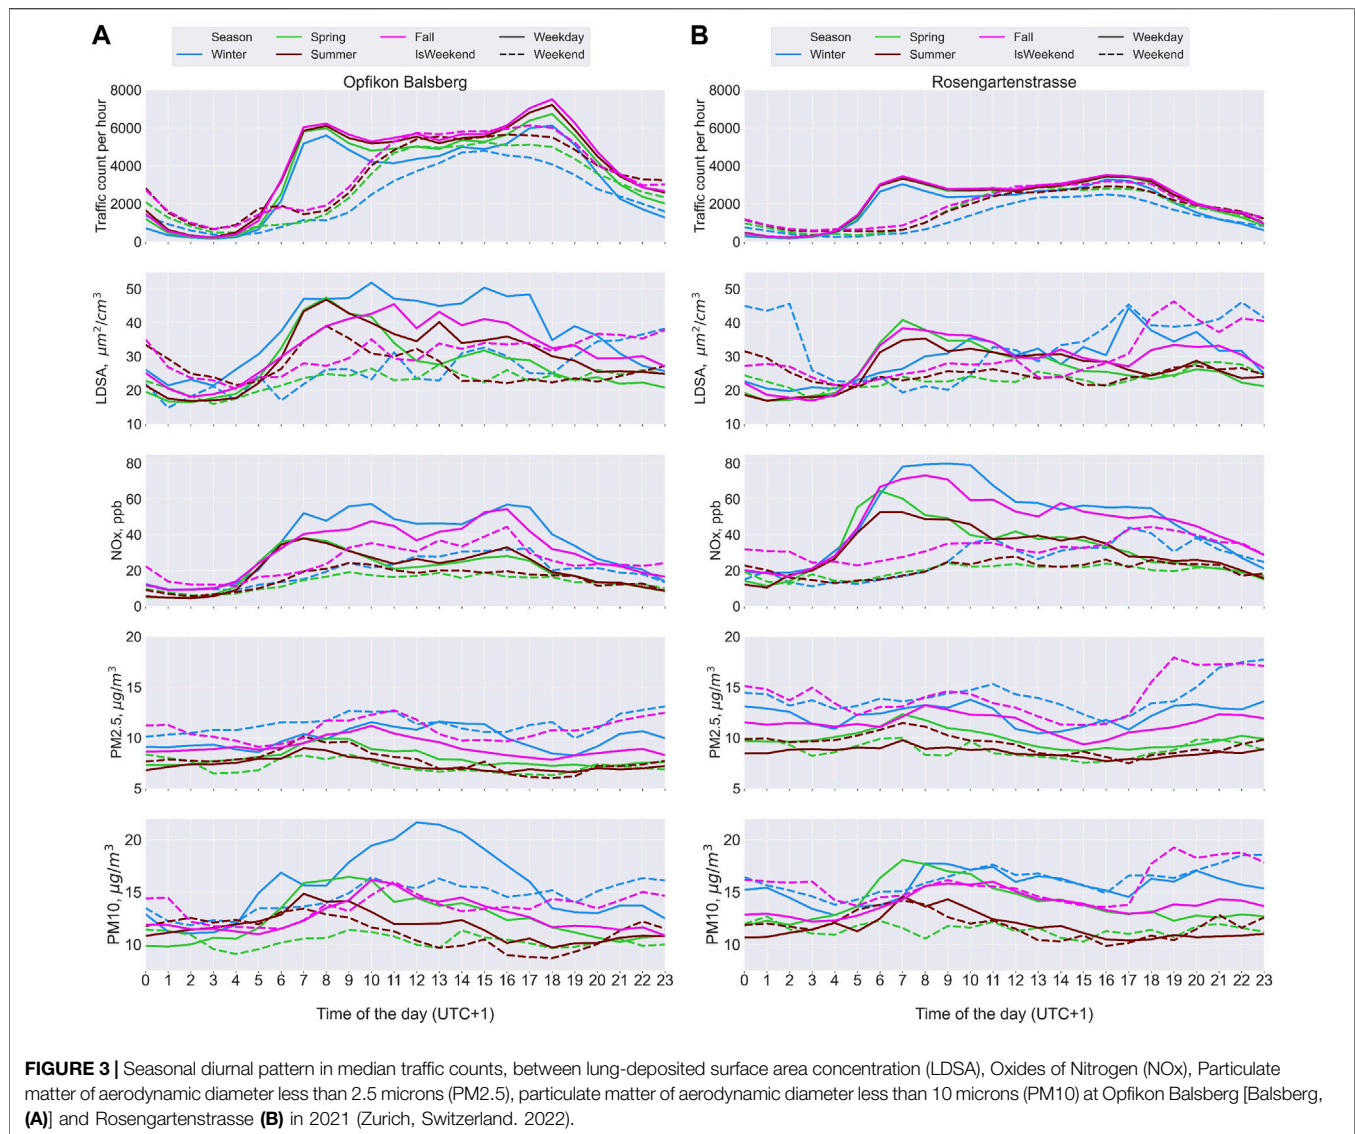 A
B
Season Spring Fall Weekday
Winter Summer IsWeekend Weekend
Season Spring Fall Weekday
Winter Summer IsWeekend Weekend
Opfikon Balsberg
Rosengartenstrasse
Traffic count per hour
8000
6000
4000
2000
0
Traffic count per hour
8000
6000
4000
2000
0
LDSA, μm²/cm³
50
40
30
20
10
LDSA, μm²/cm³
50
40
30
20
10
NOx, ppb
80
60
40
20
0
NOx, ppb
80
60
40
20
0
PM2.5, μg/m³
20
15
10
5
PM2.5, μg/m³
20
15
10
5
PM10, μg/m³
20
15
10
PM10, μg/m³
20
15
10
0 1 2 3 4 5 6 7 8 9 10 11 12 13 14 15 16 17 18 19 20 21 22 23
0 1 2 3 4 5 6 7 8 9 10 11 12 13 14 15 16 17 18 19 20 21 22 23
Time of the day (UTC+1)
Time of the day (UTC+1)
FIGURE 3 | Seasonal diurnal pattern in median traffic counts, between lung-deposited surface area concentration (LDSA), Oxides of Nitrogen (NOx), Particulate
matter of aerodynamic diameter less than 2.5 microns (PM2.5), particulate matter of aerodynamic diameter less than 10 microns (PM10) at Opfikon Balsberg [Balsberg,
(A)] and Rosengartenstrasse (B) in 2021 (Zurich, Switzerland. 2022).